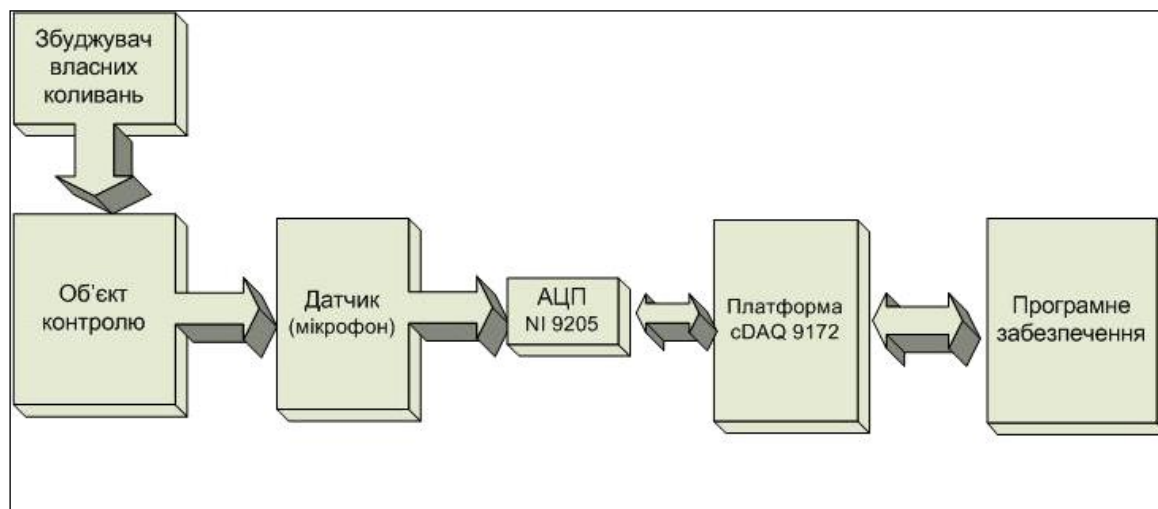 Збуджувач
власних
коливань
Об'єкт
контролю
Датчик
(мікрофон)
АЦП
NI 9205
Платформа
cDAQ 9172
Програмне
забезпечення